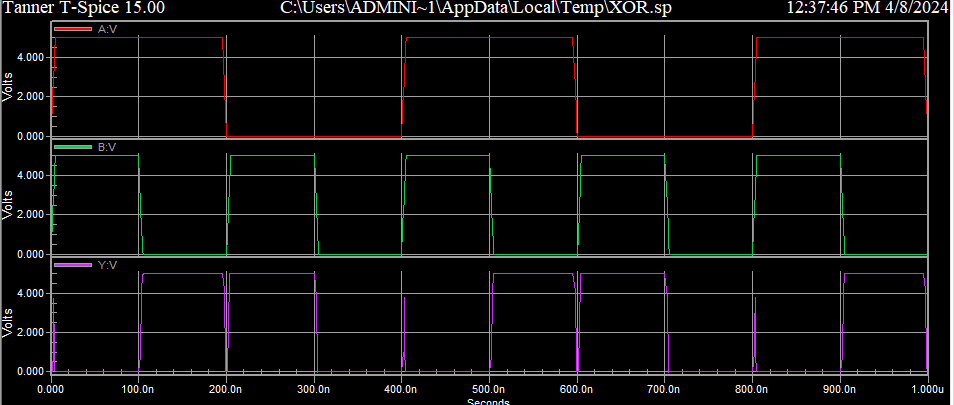 Tanner T-Spice 15.00 C:\Users\ADMINI~1\AppData\Local\Temp\XOR.sp 12:37:46 PM 4/8/2024
A:V
Volts
4.000
2.000
0.000
B:V
Volts
4.000
2.000
0.000
Y:V
Volts
4.000
2.000
0.000
0.000 100.0n 200.0n 300.0n 400.0n 500.0n 600.0n 700.0n 800.0n 900.0n 1.000u
Seconds